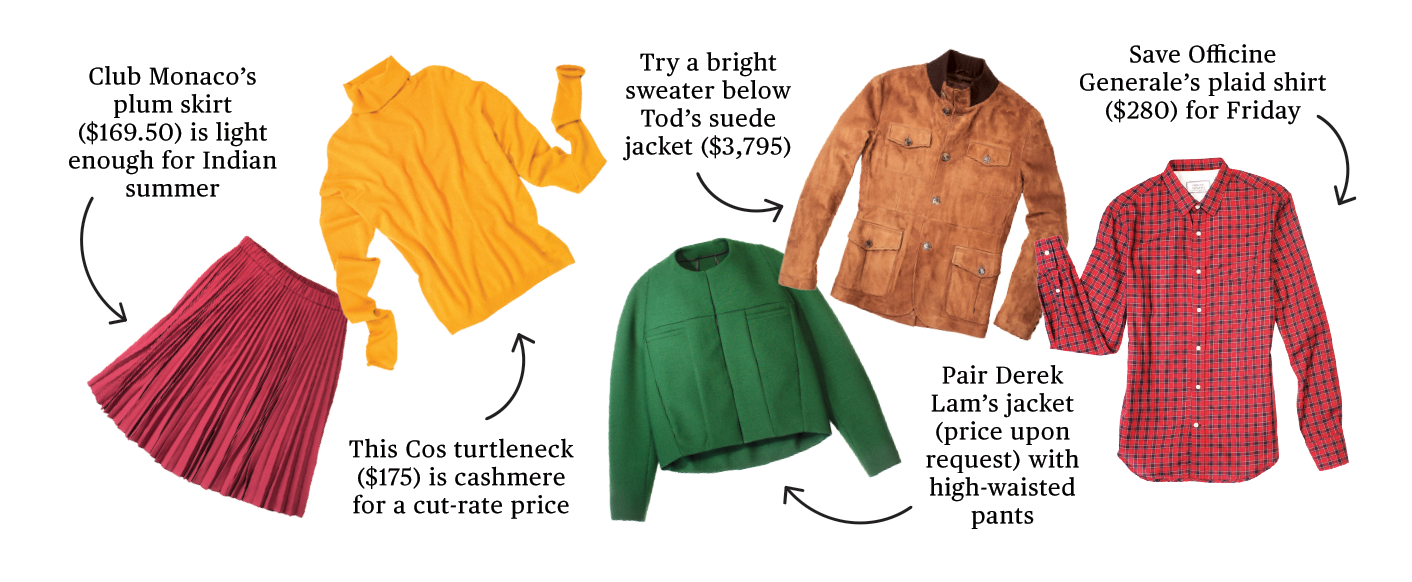 Club Monaco’s
plum skirt
($169.50) is light
enough for Indian
summer
This Cos turtleneck
($175) is cashmere
for a cut-rate price
Try a bright
sweater below
Tod’s suede
jacket ($3,795)
Pair Derek
Lam’s jacket
(price upon
request) with
high-waisted
pants
Save Officine
Generale’s plaid shirt
($280) for Friday